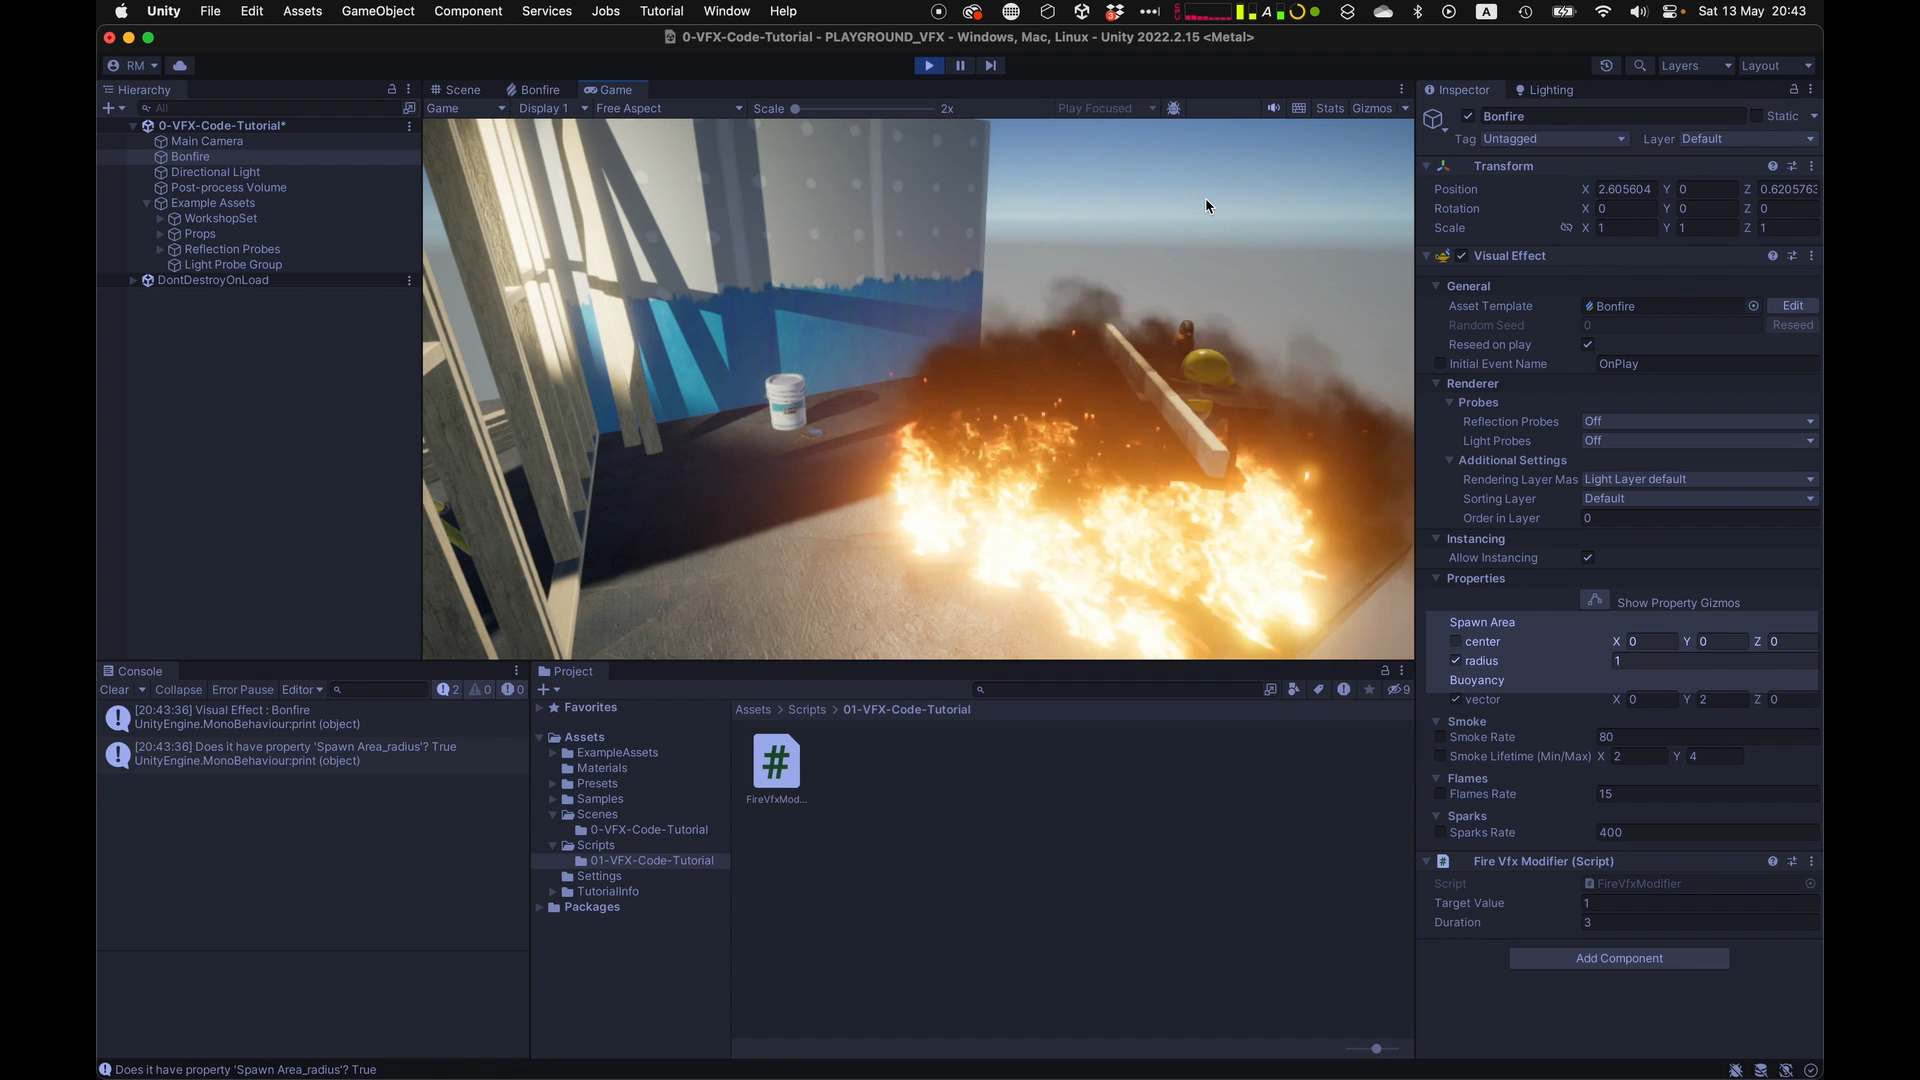 Unity File Edit Assets GameObject Component Services Jobs Tutorial Window Help
A
A
Sat 13 May 20:43
0-VFX-Code-Tutorial - PLAYGROUND_VFX - Windows, Mac, Linux - Unity 2022.2.15 <Metal>
RM
Layers
Layout
Hierarchy
All
0-VFX-Code-Tutorial*
Main Camera
Bonfire
Directional Light
Post-process Volume
Example Assets
WorkshopSet
Props
Reflection Probes
Light Probe Group
DontDestroyOnLoad
Scene
Bonfire
Game
Game
Display 1
Free Aspect
Scale
2x
Play Focused
Stats
Gizmos
Inspector
Lighting
Bonfire
Static
Tag Untagged
Layer Default
Transform
Position X 2.605604 Y 0 Z 0.6205763
Rotation X 0 Y 0 Z 0
Scale X 1 Y 1 Z 1
Visual Effect
General
Asset Template Bonfire Edit
Random Seed 0 Reseed
Reseed on play
Initial Event Name OnPlay
Renderer
Probes
Reflection Probes Off
Light Probes Off
Additional Settings
Rendering Layer Mas Light Layer default
Sorting Layer Default
Order in Layer 0
Instancing
Allow Instancing
Properties
Show Property Gizmos
Spawn Area
center X 0 Y 0 Z 0
radius 1
Buoyancy
vector X 0 Y 2 Z 0
Smoke
Smoke Rate 80
Smoke Lifetime (Min/Max) X 2 Y 4
Flames
Flames Rate 15
Sparks
Sparks Rate 400
Fire Vfx Modifier (Script)
Script FireVfxModifier
Target Value 1
Duration 3
Add Component
Console
Clear
Collapse
Error Pause
Editor
2
0
0
[20:43:36] Visual Effect : Bonfire
UnityEngine.MonoBehaviour:print (object)
[20:43:36] Does it have property 'Spawn Area_radius'? True
UnityEngine.MonoBehaviour:print (object)
Project
9
Favorites
Assets
ExampleAssets
Materials
Presets
Samples
Scenes
0-VFX-Code-Tutorial
Scripts
01-VFX-Code-Tutorial
Settings
TutorialInfo
Packages
Assets > Scripts > 01-VFX-Code-Tutorial
#
FireVfxMod...
Does it have property 'Spawn Area_radius'? True